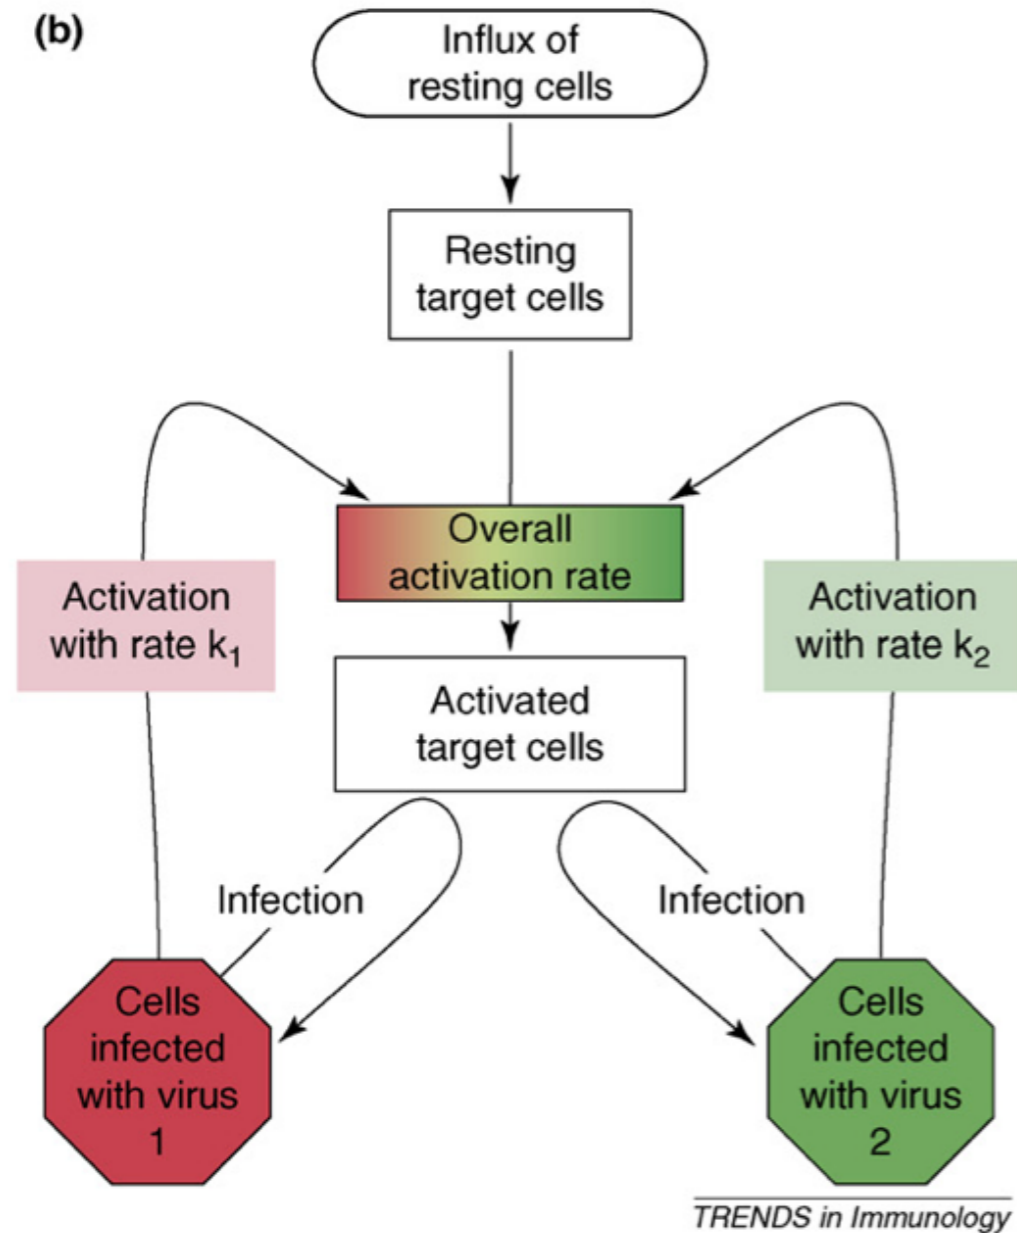 (b)
Influx of
resting cells
Resting
target cells
Overall
activation rate
Activation
with rate k₁
Activation
with rate k₂
Activated
target cells
Infection
Infection
Cells
infected
with virus
1
Cells
infected
with virus
2
TRENDS in Immunology